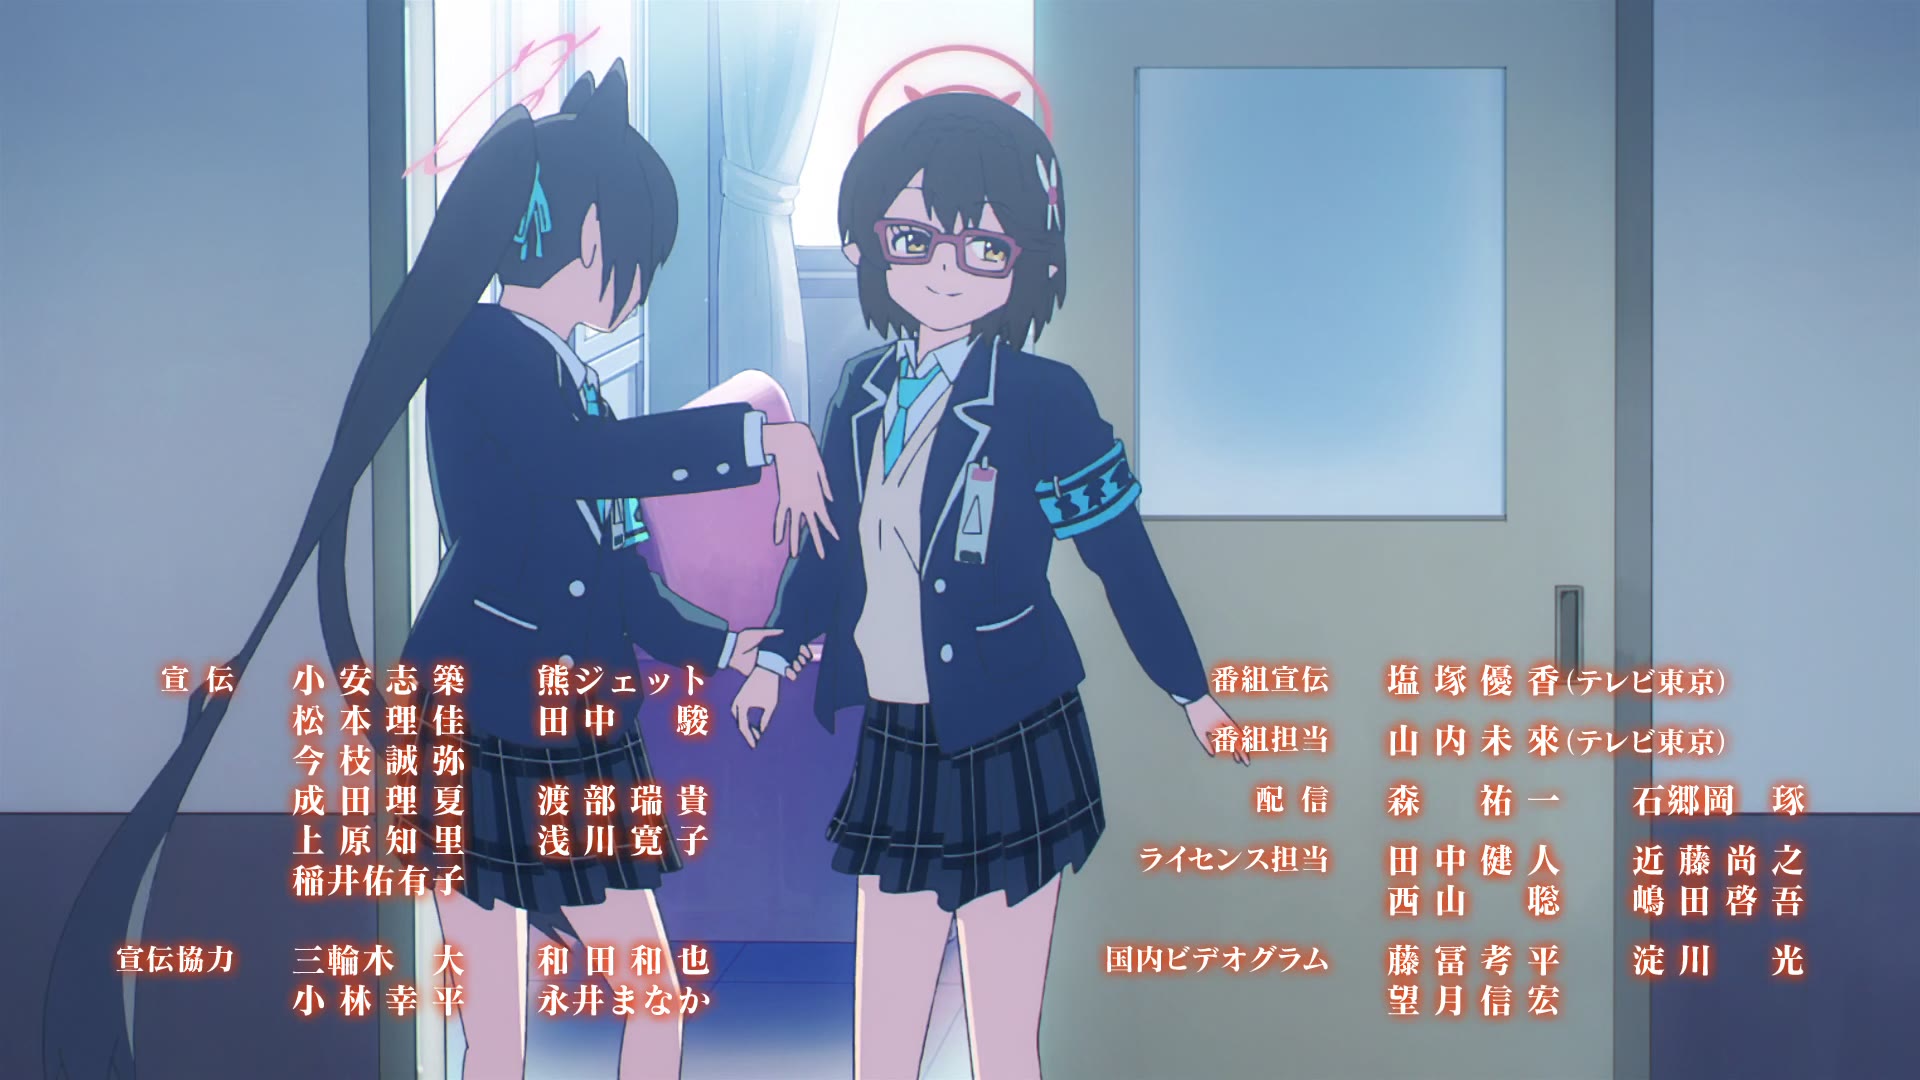 宣伝 小安志築 熊ジェット
松本理佳 田中駿
今枝誠弥
成田理夏 渡部瑞貴
上原知里 浅川寛子
稲井佑有子
宣伝協力 三輪木大 和田和也
小林幸平 永井まなか
番組宣伝 塩塚優香(テレビ東京)
番組担当 山内未來(テレビ東京)
配信 森祐一 石郷岡琢
ライセンス担当 田中健人 近藤尚之
西山聡 嶋田啓吾
国内ビデオグラム 藤冨考平 淀川光
望月信宏